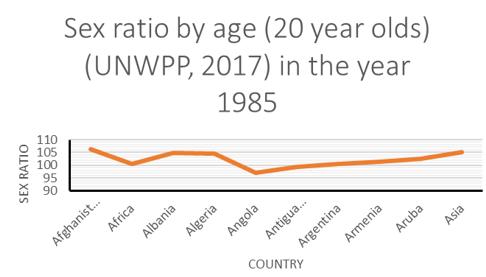 Sex ratio by age (20 year olds)
(UNWPP, 2017) in the year
1985
SEX RATIO
110
105
100
95
90
Afghanist...
Africa
Albania
Algeria
Angola
Antigua...
Argentina
Armenia
Aruba
Asia
COUNTRY